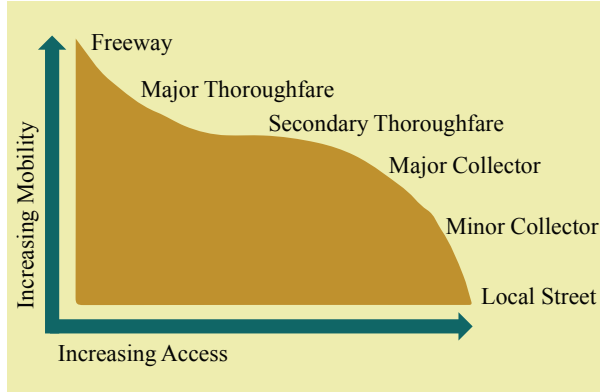 Freeway
Major Thoroughfare
Secondary Thoroughfare
Major Collector
Minor Collector
Local Street
Increasing Mobility
Increasing Access